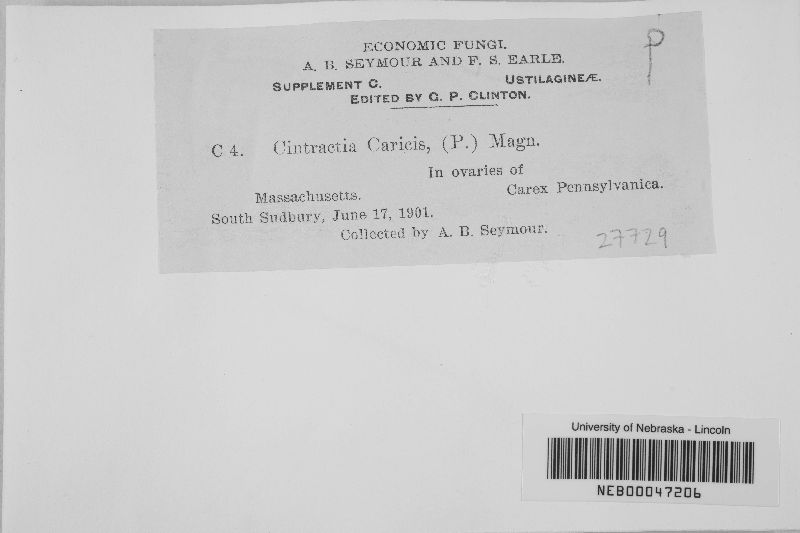 ECONOMIC FUNGI.
A. B. SEYMOUR AND F. S. EARLE.
SUPPLEMENT C. USTILAGINEÆ.
EDITED BY G. P. CLINTON.
P
C 4. Cintractia Caricis, (P.) Magn.
In ovaries of
Massachusetts. Carex Pennsylvanica.
South Sudbury, June 17, 1901.
Collected by A. B. Seymour.
27729
University of Nebraska - Lincoln
NEB00047206